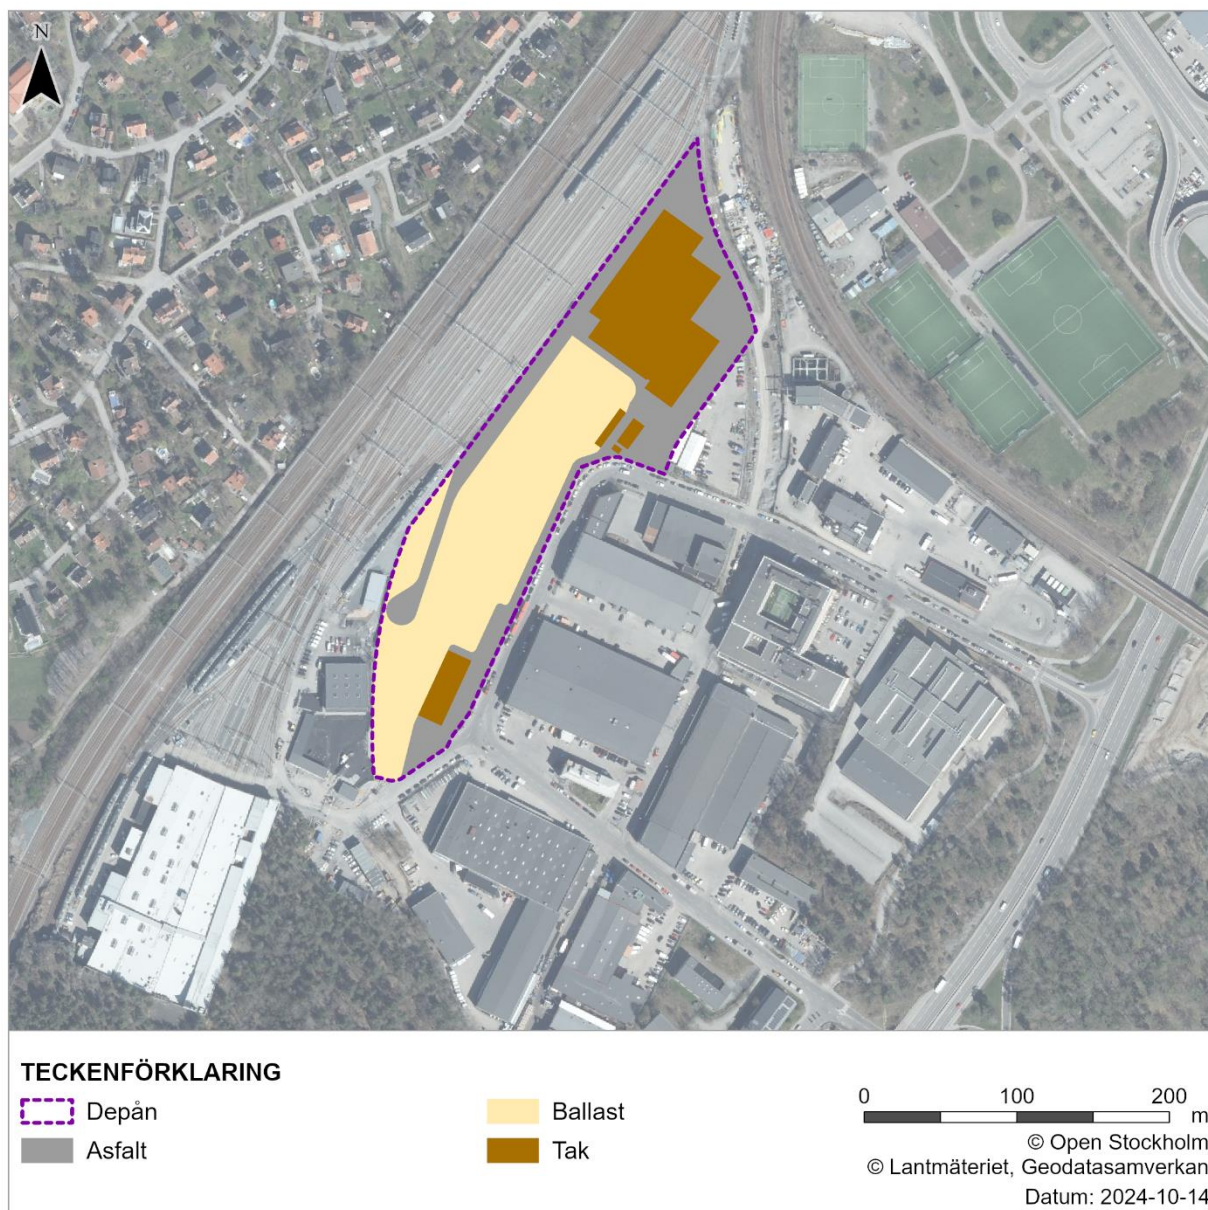 N
TECKENFÖRKLARING
Depån
Asfalt
Ballast
Tak
0 100 200
m
© Open Stockholm
© Lantmäteriet, Geodatasamverkan
Datum: 2024-10-14